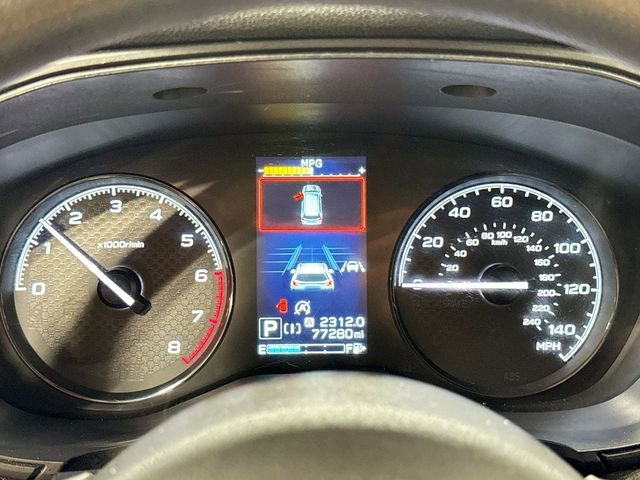 MPG
- +
0 1 2 3 4 5 6 7 8
x1000r/min
P (I) A 2312.0
77280mi
E F
0 20 40 60 80 100 120 140
MPH
20 40 60 80 100 120 140 160 180 200 220 240
km/h
ABS